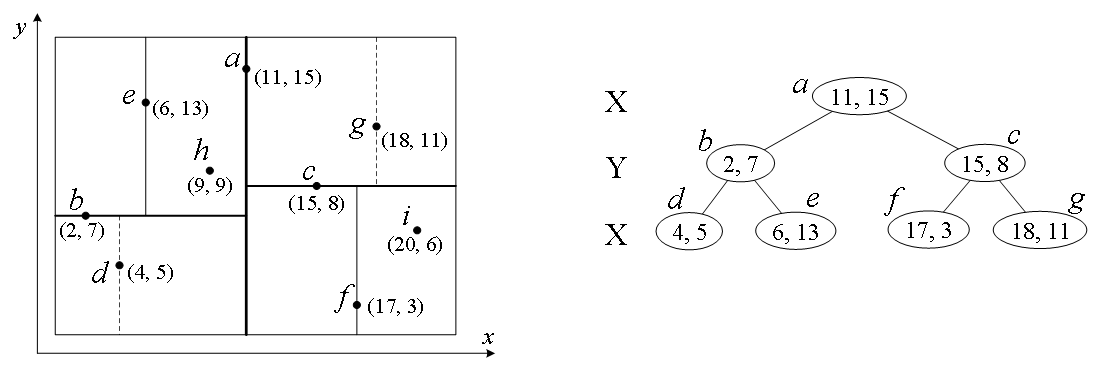 y
a
(11, 15)
e
(6, 13)
g
(18, 11)
h
(9, 9)
c
(15, 8)
b
(2, 7)
i
(20, 6)
d
(4, 5)
f
(17, 3)
x
X
a
11, 15
Y
b
2, 7
c
15, 8
X
d
4, 5
e
6, 13
f
17, 3
g
18, 11